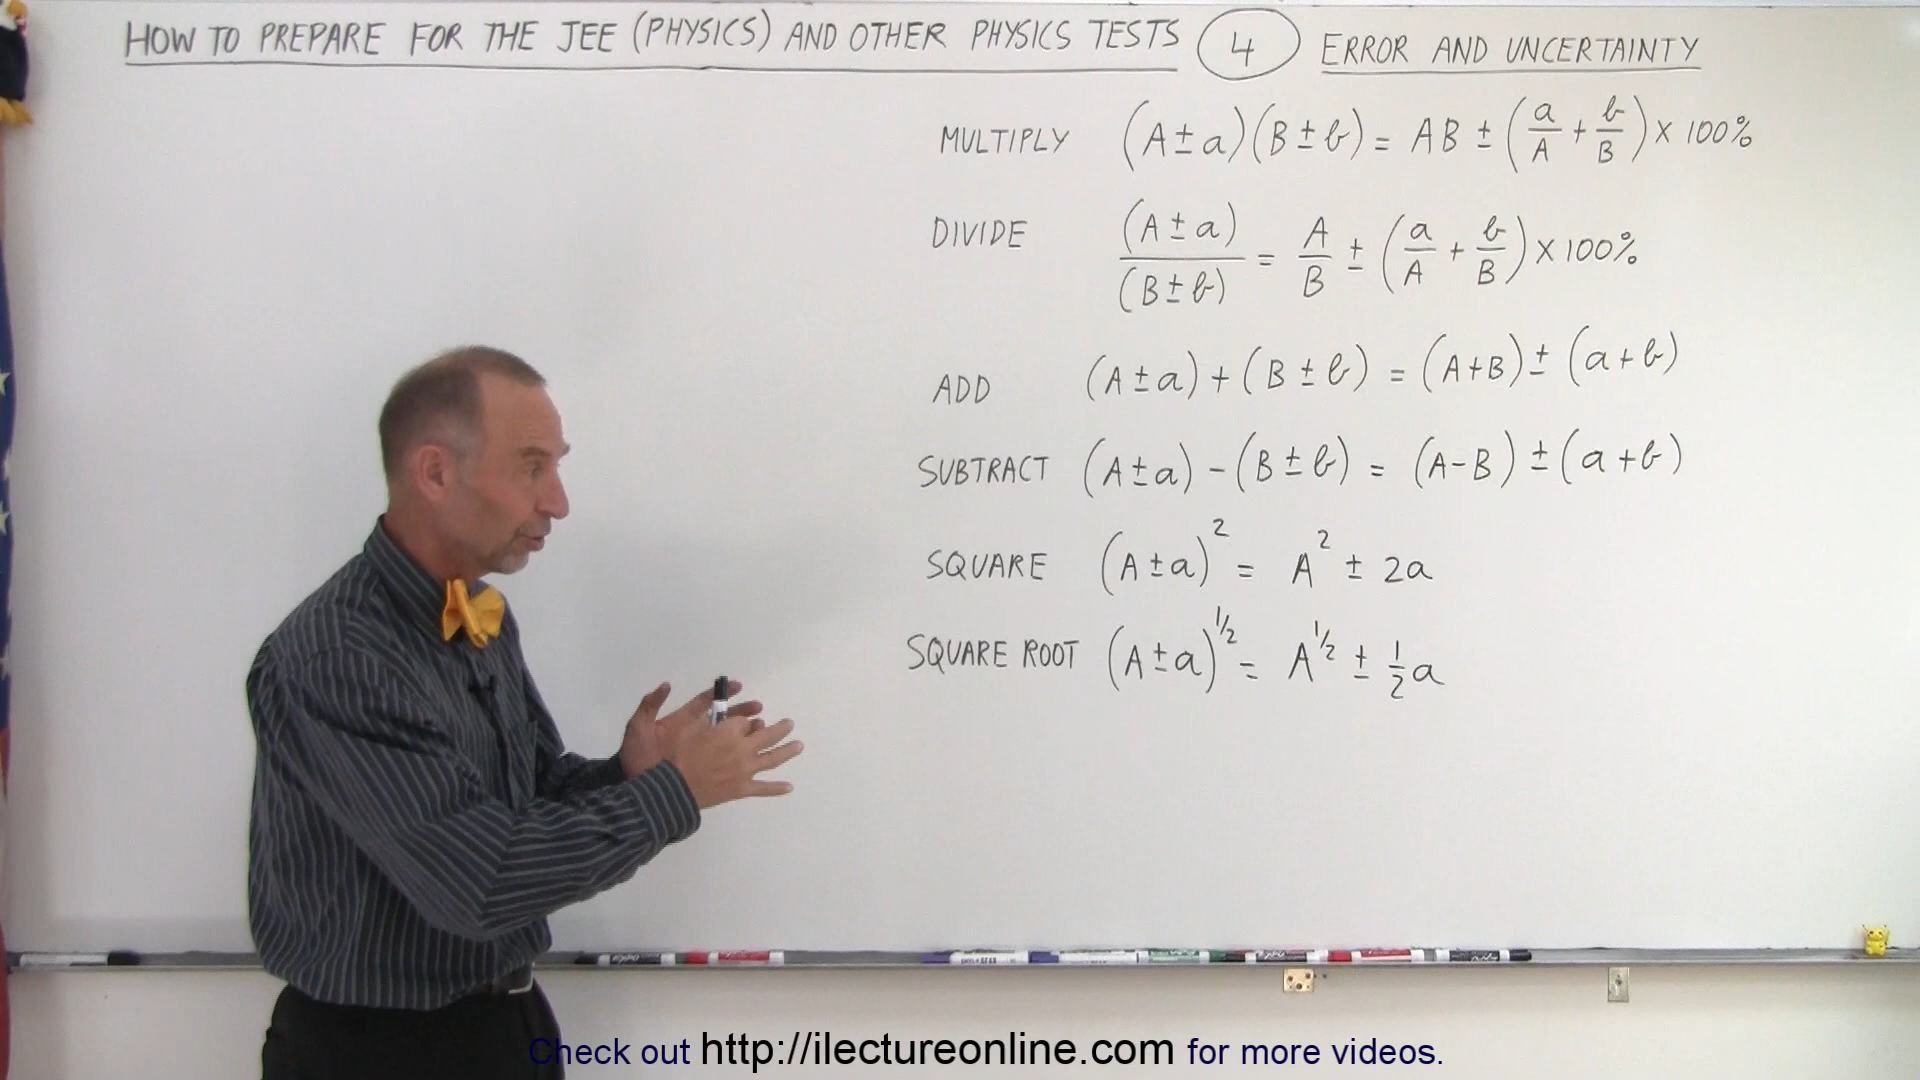 HOW TO PREPARE FOR THE JEE (PHYSICS) AND OTHER PHYSICS TESTS 4 ERROR AND UNCERTAINTY
MULTIPLY (A ± a)(B ± b) = AB ± (a/A + b/B) x 100%
DIVIDE (A ± a)/(B ± b) = A/B ± (a/A + b/B) x 100%
ADD (A ± a) + (B ± b) = (A+B) ± (a+b)
SUBTRACT (A ± a) - (B ± b) = (A-B) ± (a+b)
SQUARE (A ± a)² = A² ± 2a
SQUARE ROOT (A ± a)^1/2 = A^1/2 ± 1/2 a
Check out http://ilectureonline.com for more videos.